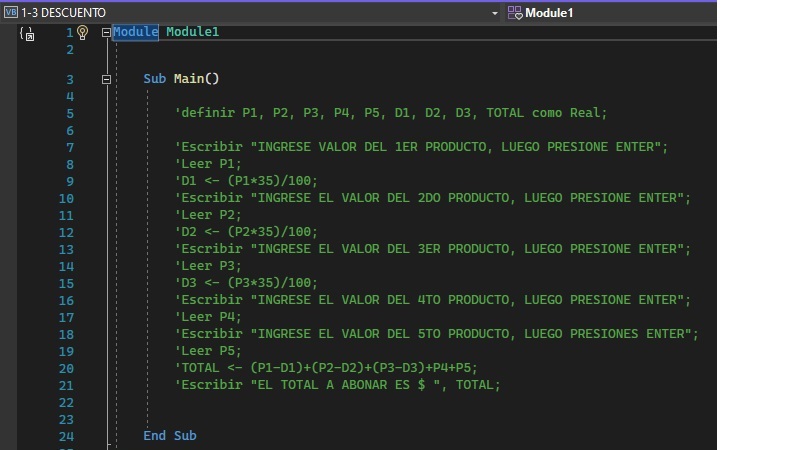 VB 1-3 DESCUENTO Module1
1 Module Module1
2
3 Sub Main()
4
5 'definir P1, P2, P3, P4, P5, D1, D2, D3, TOTAL como Real;
6
7 'Escribir "INGRESE VALOR DEL 1ER PRODUCTO, LUEGO PRESIONE ENTER";
8 'Leer P1;
9 'D1 <- (P1*35)/100;
10 'Escribir "INGRESE EL VALOR DEL 2DO PRODUCTO, LUEGO PRESIONE ENTER";
11 'Leer P2;
12 'D2 <- (P2*35)/100;
13 'Escribir "INGRESE EL VALOR DEL 3ER PRODUCTO, LUEGO PRESIONE ENTER";
14 'Leer P3;
15 'D3 <- (P3*35)/100;
16 'Escribir "INGRESE EL VALOR DEL 4TO PRODUCTO, LUEGO PRESIONE ENTER";
17 'Leer P4;
18 'Escribir "INGRESE EL VALOR DEL 5TO PRODUCTO, LUEGO PRESIONES ENTER";
19 'Leer P5;
20 'TOTAL <- (P1-D1)+(P2-D2)+(P3-D3)+P4+P5;
21 'Escribir "EL TOTAL A ABONAR ES $ ", TOTAL;
22
23
24 End Sub